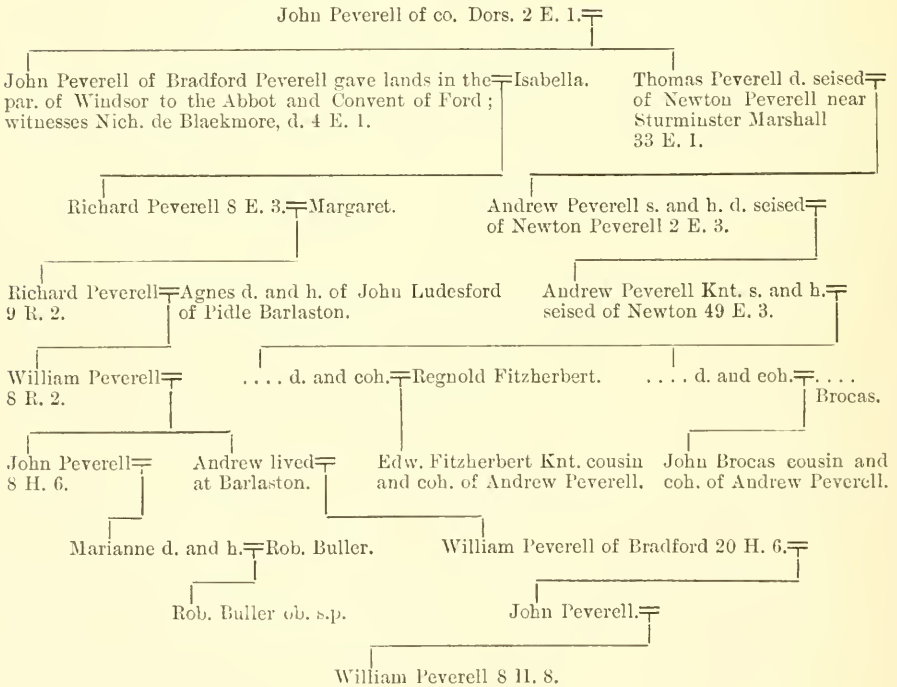 John Peverell of co. Dors. 2 E. 1.
John Peverell of Bradford Peverell gave lands in the
par. of Windsor to the Abbot and Convent of Ford ;
witnesses Nich. de Blaekmore, d. 4 E. 1.
Isabella.
Thomas Peverell d. seised
of Newton Peverell near
Sturminster Marshall
33 E. 1.
Richard Peverell 8 E. 3.
Margaret.
Andrew Peverell s. and h. d. seised
of Newton Peverell 2 E. 3.
Richard Peverell
9 R. 2.
Agnes d. and h. of John Ludesford
of Pidle Barlaston.
Andrew Peverell Knt. s. and h.
seised of Newton 49 E. 3.
William Peverell
8 R. 2.
.... d. and coh.
Regnold Fitzherbert.
.... d. and coh.
....
Brocas.
John Peverell
8 H. 6.
Andrew lived
at Barlaston.
Edw. Fitzherbert Knt. cousin
and coh. of Andrew Peverell.
John Brocas cousin and
coh. of Andrew Peverell.
Marianne d. and h.
Rob. Buller.
William Peverell of Bradford 20 H. 6.
Rob. Buller ob. s.p.
John Peverell.
William Peverell 8 H. 8.